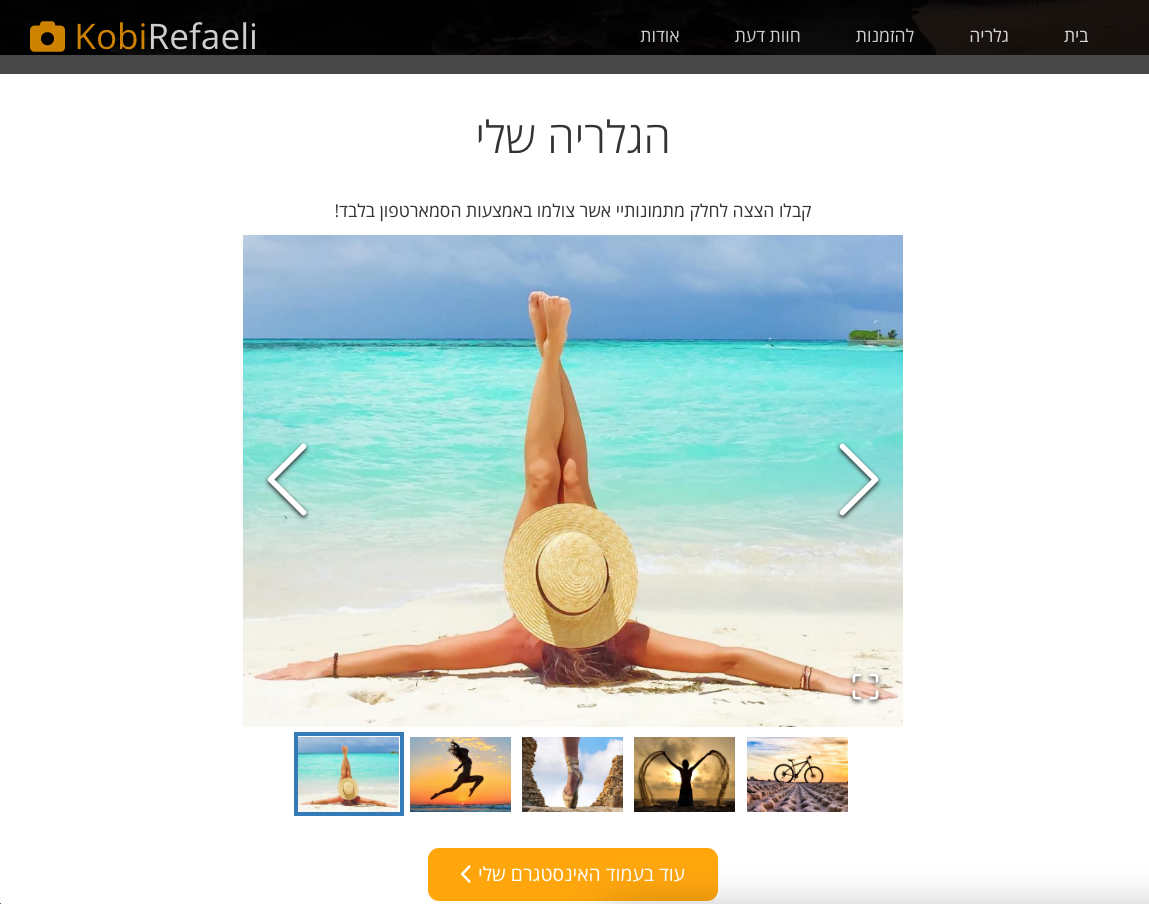 KobiRefaeli
בית
גלריה
להזמנות
חוות דעת
אודות
הגלריה שלי
קבלו הצצה לחלק מתמונותיי אשר צולמו באמצעות הסמארטפון בלבד!
עוד בעמוד האינסטגרם שלי